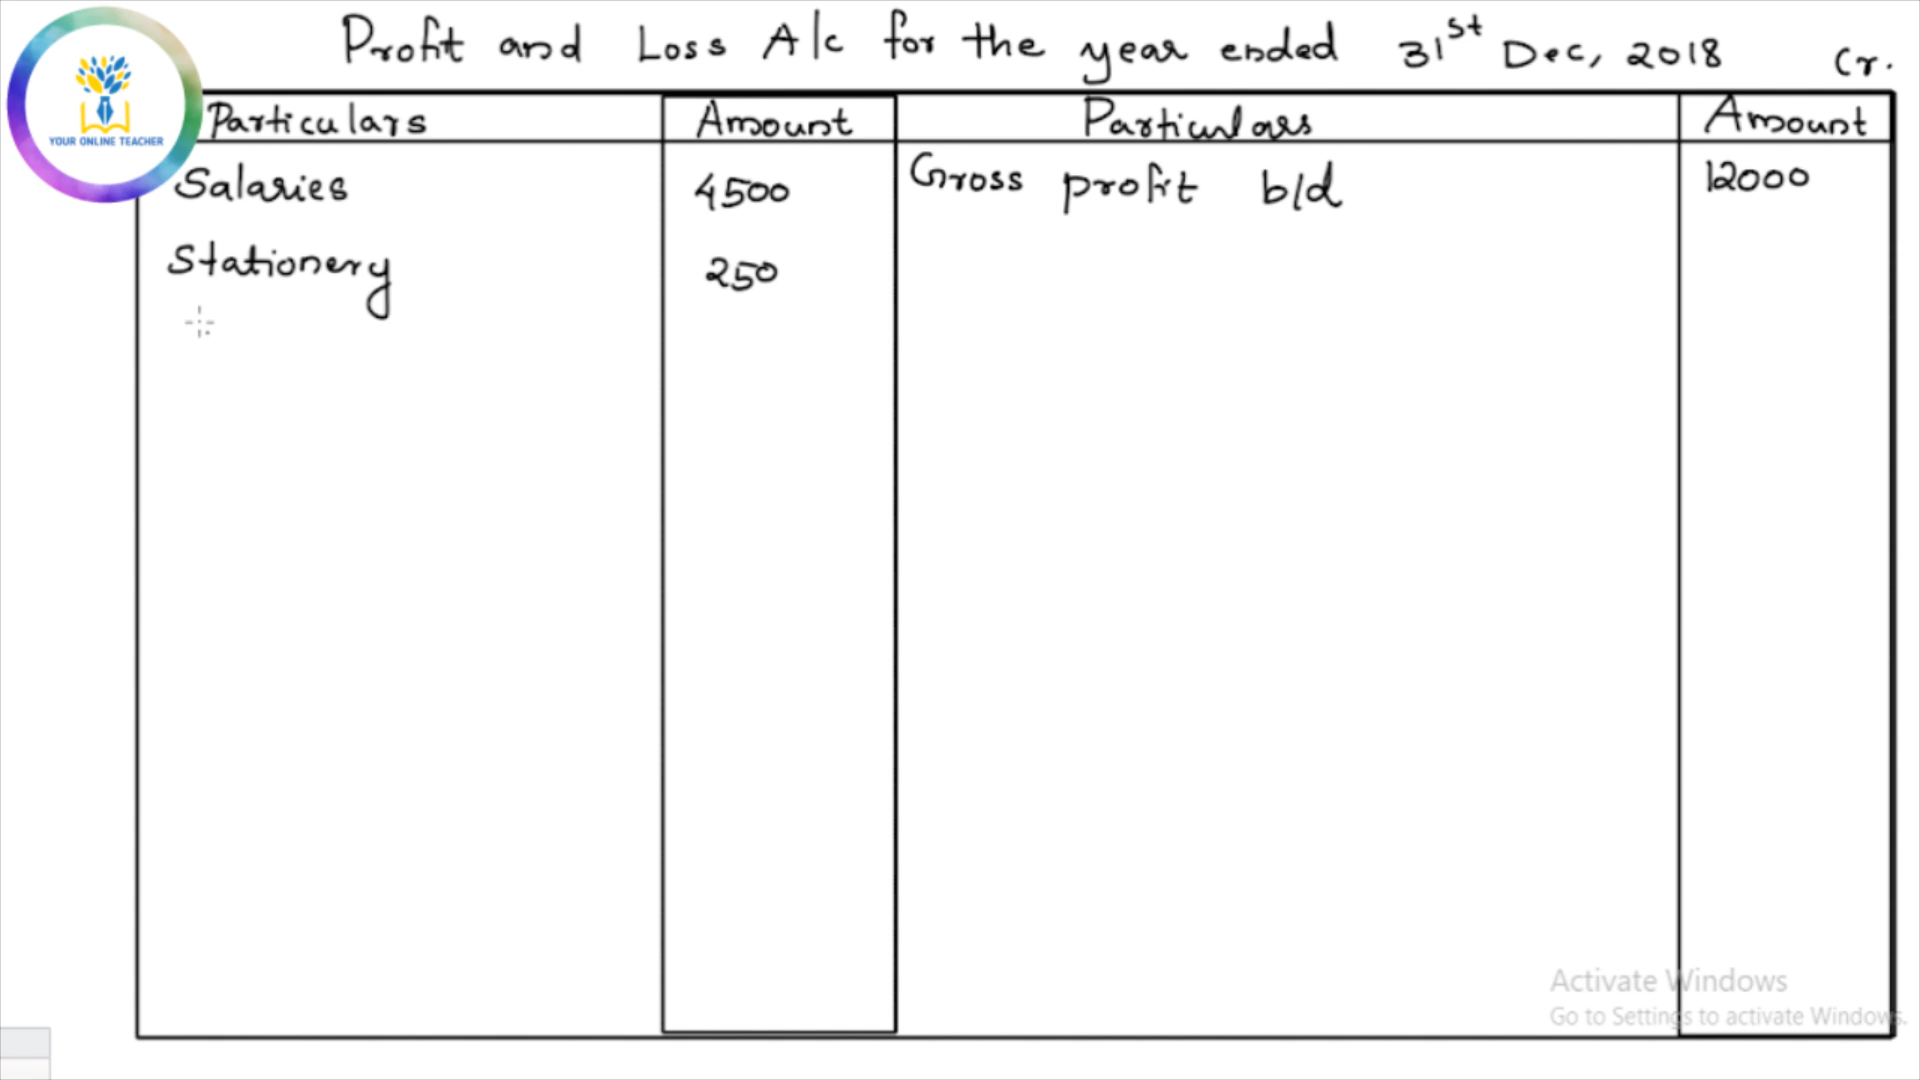 Profit and Loss A/c for the year ended 31st Dec, 2018 Cr.
YOUR ONLINE TEACHER
Particulars Amount Particulars Amount
Salaries 4500 Gross profit b/d 12000
Stationery 250
Activate Windows
Go to Settings to activate Windows.